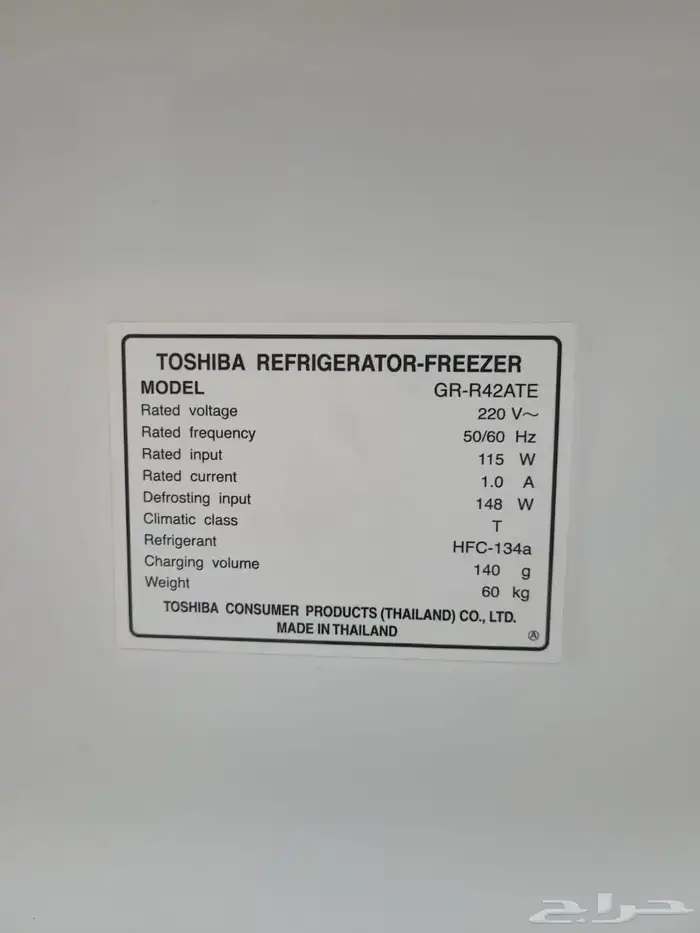 TOSHIBA REFRIGERATOR-FREEZER
MODEL GR-R42ATE
Rated voltage 220 V~
Rated frequency 50/60 Hz
Rated input 115 W
Rated current 1.0 A
Defrosting input 148 W
Climatic class T
Refrigerant HFC-134a
Charging volume 140 g
Weight 60 kg
TOSHIBA CONSUMER PRODUCTS (THAILAND) CO., LTD.
MADE IN THAILAND
Ⓐ
حراج